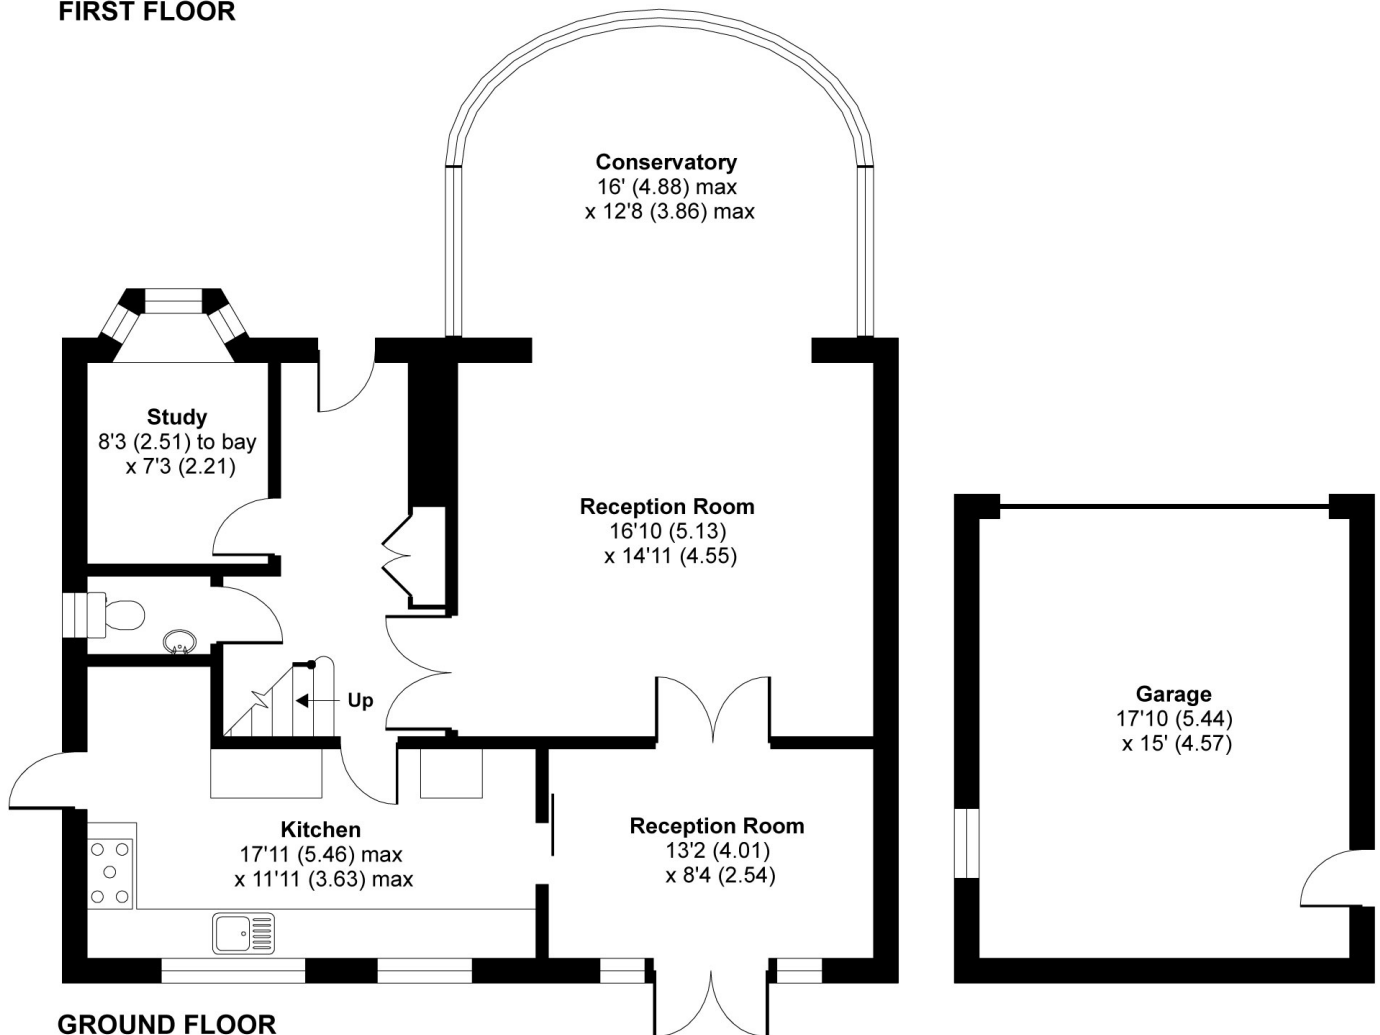 FIRST FLOOR
Conservatory
16' (4.88) max
x 12'8 (3.86) max
Study
8'3 (2.51) to bay
x 7'3 (2.21)
Reception Room
16'10 (5.13)
x 14'11 (4.55)
Up
Garage
17'10 (5.44)
x 15' (4.57)
Kitchen
17'11 (5.46) max
x 11'11 (3.63) max
Reception Room
13'2 (4.01)
x 8'4 (2.54)
GROUND FLOOR